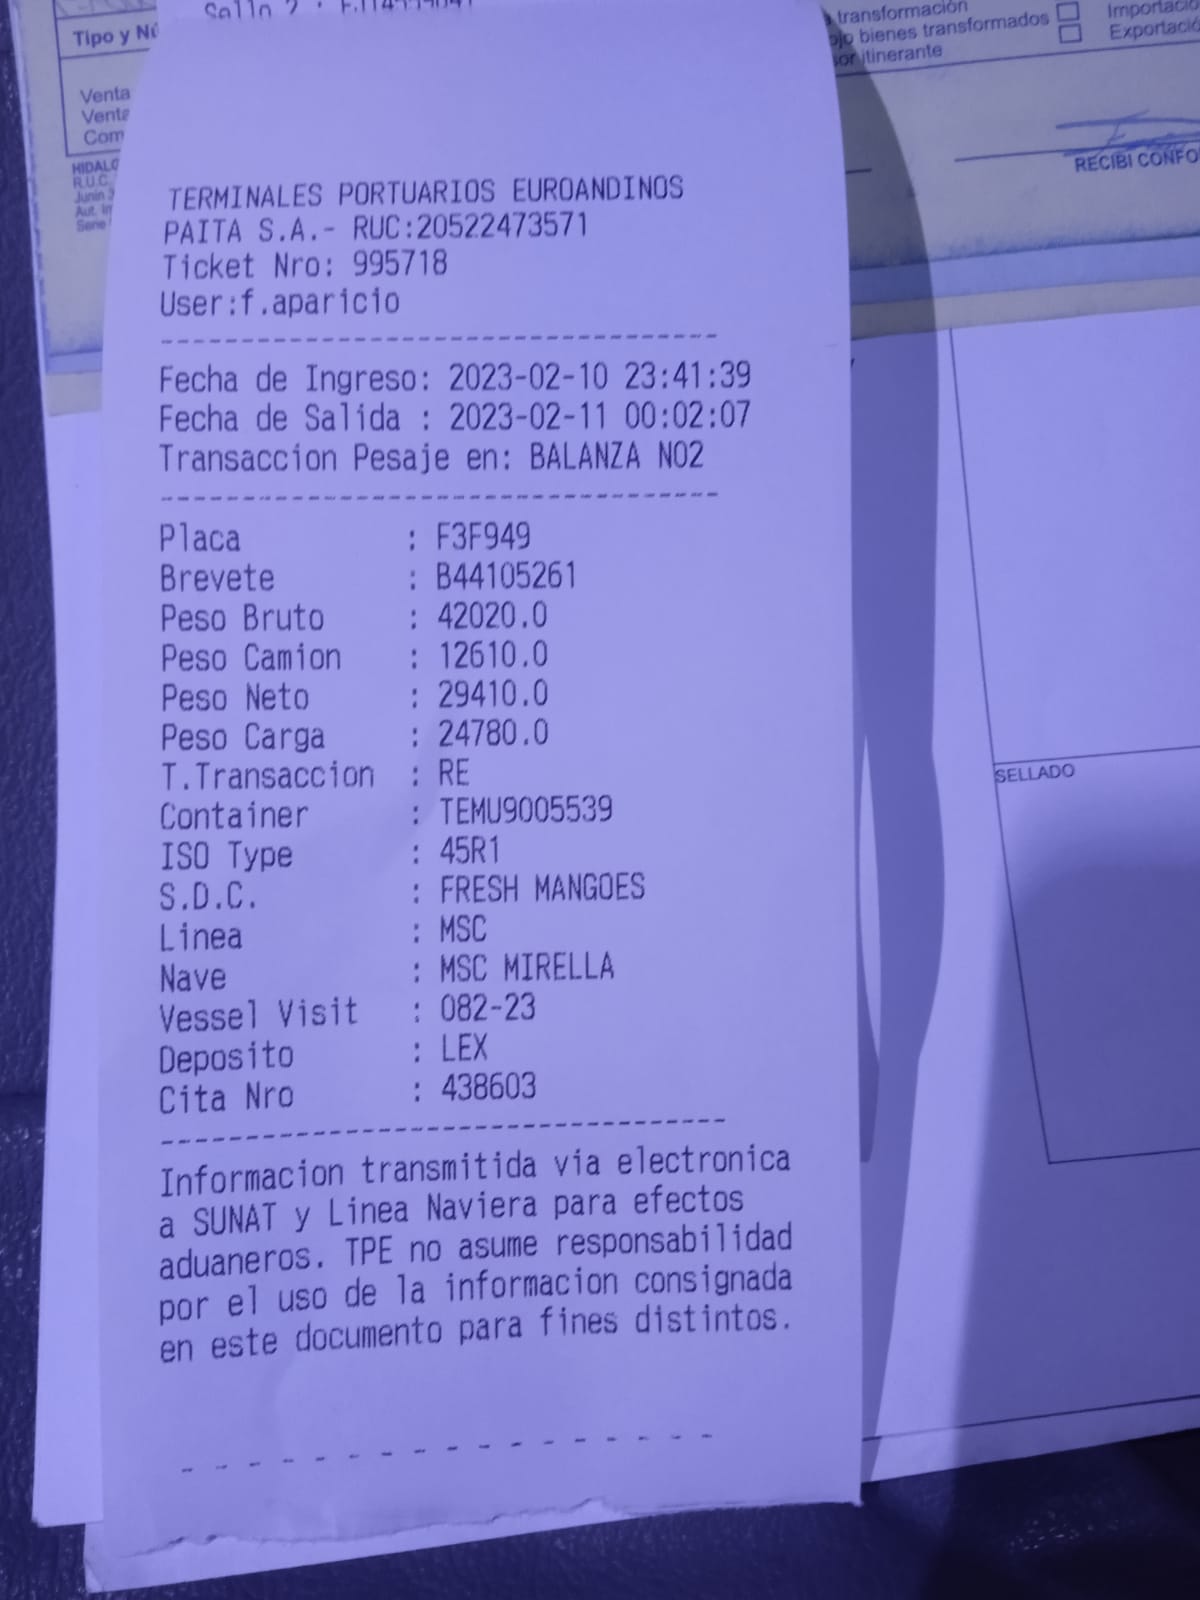 Tipo y
Venta
HIDALG
R.U.C.
Junin
transformación
bienes transformados
itinerante
RECIBI CONFO
TERMINALES PORTUARIOS EUROANDINOS
PAITA S.A.- RUC:20522473571
Ticket Nro: 995718
User:f.aparicio
----------------------------------
Fecha de Ingreso: 2023-02-10 23:41:39
Fecha de Salida : 2023-02-11 00:02:07
Transaccion Pesaje en: BALANZA NO2
----------------------------------
Placa : F3F949
Brevete : B44105261
Peso Bruto : 42020.0
Peso Camion : 12610.0
Peso Neto : 29410.0
Peso Carga : 24780.0
T.Transaccion : RE
Container : TEMU9005539
ISO Type : 45R1
S.D.C. : FRESH MANGOES
Linea : MSC
Nave : MSC MIRELLA
Vessel Visit : 082-23
Deposito : LEX
Cita Nro : 438603
----------------------------------
Informacion transmitida via electronica
a SUNAT y Linea Naviera para efectos
aduaneros. TPE no asume responsabilidad
por el uso de la informacion consignada
en este documento para fines distintos.
- - - - - - - - - - - - - - - -
SELLADO